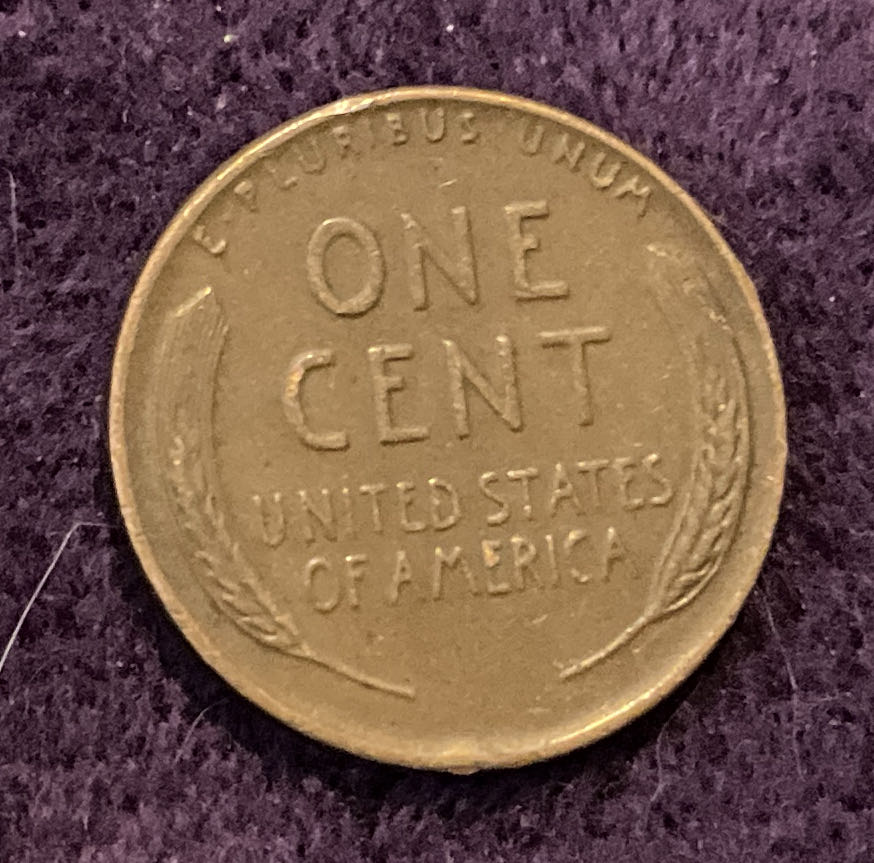 E·PLURIBUS UNUM
ONE
CENT
UNITED STATES
OF AMERICA